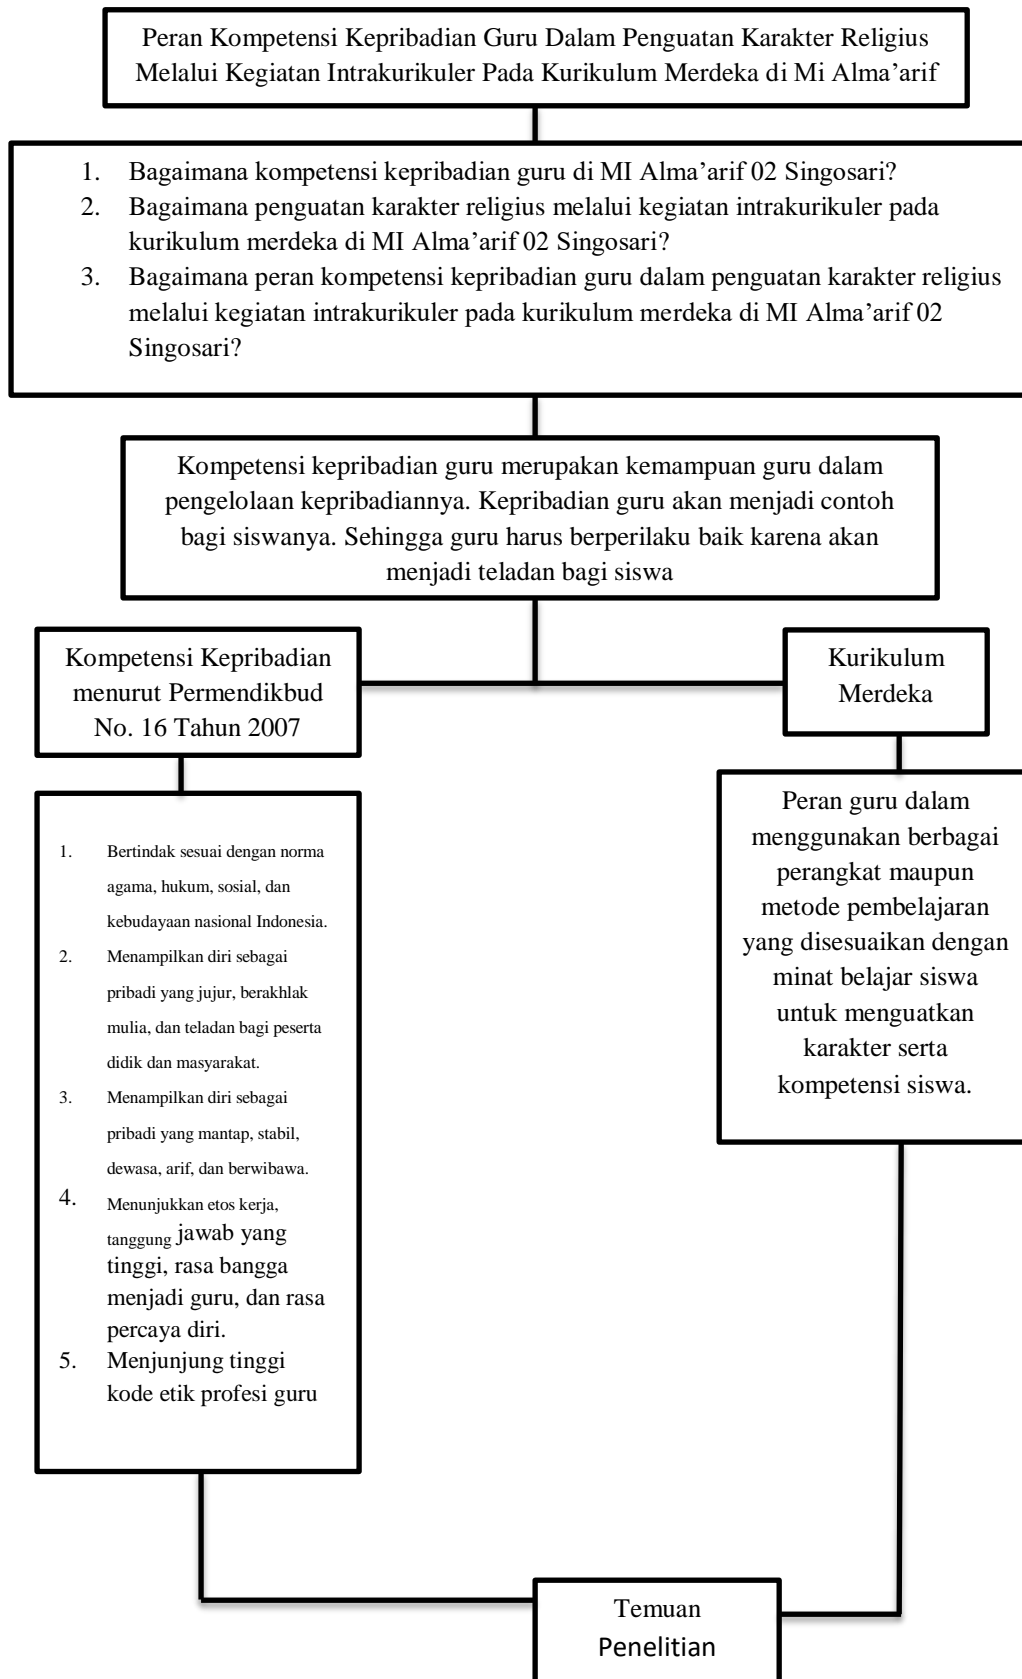 Peran Kompetensi Kepribadian Guru Dalam Penguatan Karakter Religius
Melalui Kegiatan Intrakurikuler Pada Kurikulum Merdeka di Mi Alma’arif
1. Bagaimana kompetensi kepribadian guru di MI Alma’arif 02 Singosari?
2. Bagaimana penguatan karakter religius melalui kegiatan intrakurikuler pada
kurikulum merdeka di MI Alma’arif 02 Singosari?
3. Bagaimana peran kompetensi kepribadian guru dalam penguatan karakter religius
melalui kegiatan intrakurikuler pada kurikulum merdeka di MI Alma’arif 02
Singosari?
Kompetensi kepribadian guru merupakan kemampuan guru dalam
pengelolaan kepribadiannya. Kepribadian guru akan menjadi contoh
bagi siswanya. Sehingga guru harus berperilaku baik karena akan
menjadi teladan bagi siswa
Kompetensi Kepribadian
menurut Permendikbud
No. 16 Tahun 2007
Kurikulum
Merdeka
1. Bertindak sesuai dengan norma
agama, hukum, sosial, dan
kebudayaan nasional Indonesia.
2. Menampilkan diri sebagai
pribadi yang jujur, berakhlak
mulia, dan teladan bagi peserta
didik dan masyarakat.
3. Menampilkan diri sebagai
pribadi yang mantap, stabil,
dewasa, arif, dan berwibawa.
4. Menunjukkan etos kerja,
tanggung jawab yang
tinggi, rasa bangga
menjadi guru, dan rasa
percaya diri.
5. Menjunjung tinggi
kode etik profesi guru
Peran guru dalam
menggunakan berbagai
perangkat maupun
metode pembelajaran
yang disesuaikan dengan
minat belajar siswa
untuk menguatkan
karakter serta
kompetensi siswa.
Temuan
Penelitian